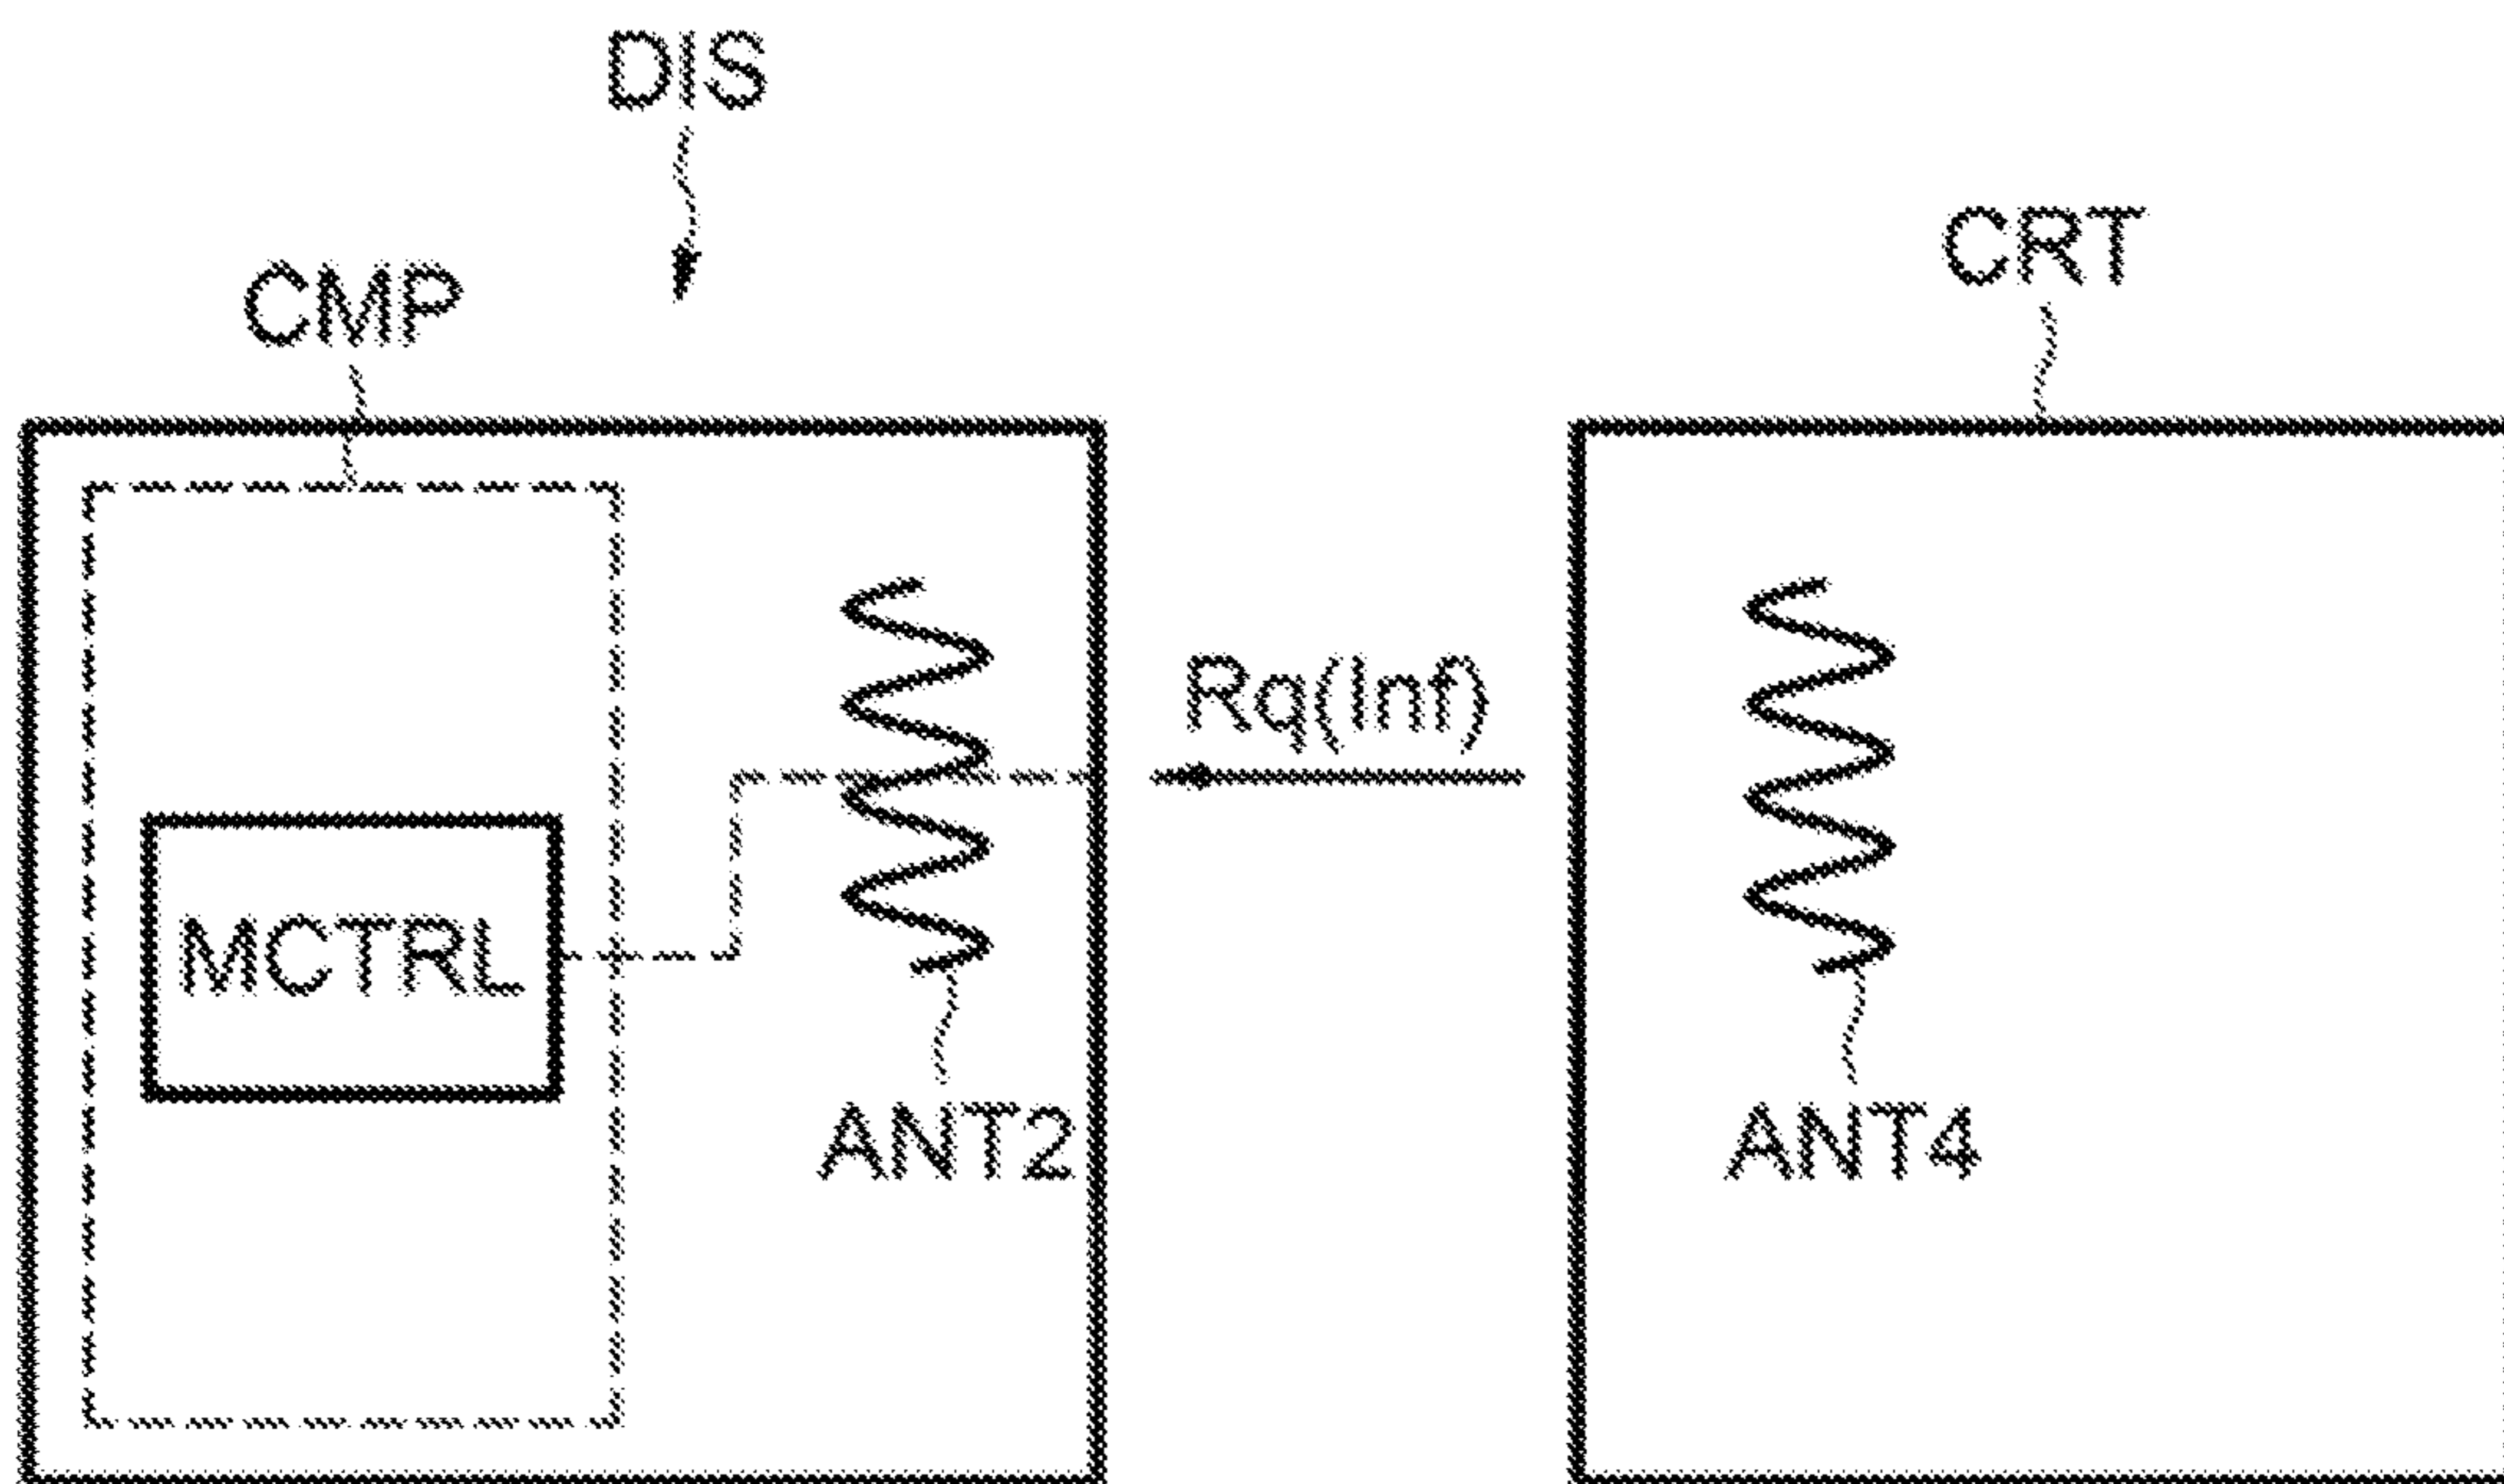 DIS
CRT
CMP
Rq(Inf)
MCTRL
ANT2
ANT4